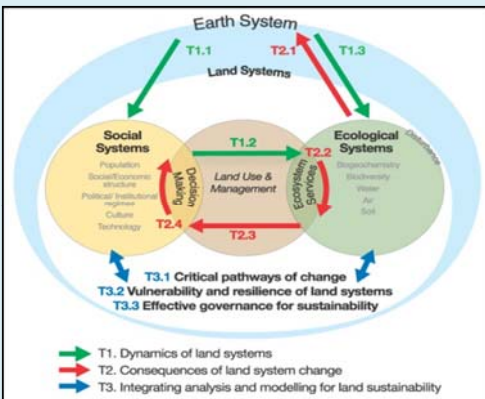 Earth System
T1.1
T2.1
T1.3
Land Systems
Social
Systems
Population
Social/Economic
structure
Political/Institutional
regimes
Culture
Technology
Decision
Making
T2.4
T1.2
Land Use &
Management
T2.3
T2.2
Ecosystem
Services
Ecological
Systems
Biogeochemistry
Biodiversity
Water
Air
Soil
Disturbance
T3.1 Critical pathways of change
T3.2 Vulnerability and resilience of land systems
T3.3 Effective governance for sustainability
T1. Dynamics of land systems
T2. Consequences of land system change
T3. Integrating analysis and modelling for land sustainability